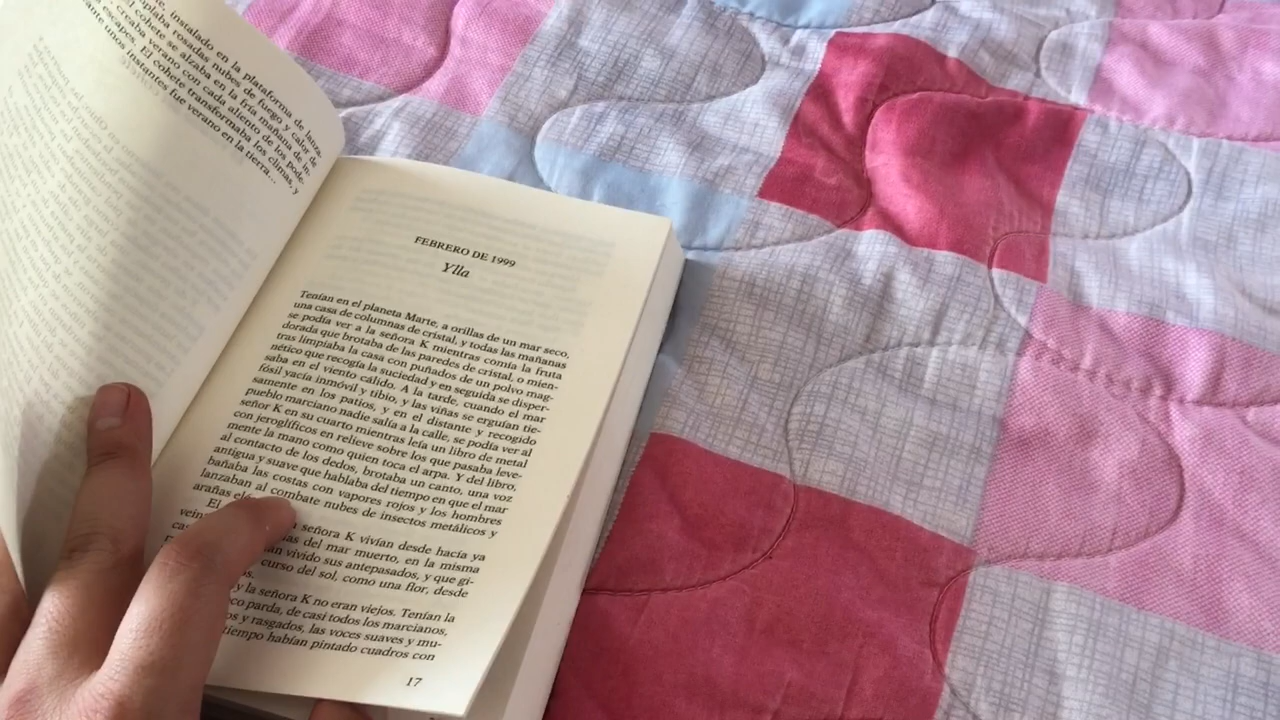 instalado en la plataforma de lanza
oplaba rosadas nubes de fuego y calor de
El cohete se alzaba en la fría mañana de in-
creaba verano con cada aliento de los pode-
escapes. El cohete transformaba los climas, y
unos instantes fue verano en la tierra...
FEBRERO DE 1999
Ylla
Tenían en el planeta Marte, a orillas de un mar seco,
una casa de columnas de cristal, y todas las mañanas
se podía ver a la señora K mientras comía la fruta
dorada que brotaba de las paredes de cristal, o mien-
tras limpiaba la casa con puñados de un polvo mag-
nético que recogía la suciedad y en seguida se disper-
saba en el viento cálido. A la tarde, cuando el mar
fósil yacía inmóvil y tibio, y las viñas se erguían tie-
samente en los patios, y en el distante y recogido
pueblo marciano nadie salía a la calle, se podía ver al
señor K en su cuarto mientras leía un libro de metal
con jeroglíficos en relieve sobre los que pasaba leve-
mente la mano como quien toca el arpa. Y del libro,
al contacto de los dedos, brotaba un canto, una voz
antigua y suave que hablaba del tiempo en que el mar
bañaba las costas con vapores rojos y los hombres
lanzaban al combate nubes de insectos metálicos y
arañas
El señora K vivían desde hacía ya
vein del mar muerto, en la misma
vivido sus antepasados, y que gi-
curso del sol, como una flor, desde
y la señora K no eran viejos. Tenían la
parda, de casi todos los marcianos,
y rasgados, las voces suaves y mu-
tiempo habían pintado cuadros con
17